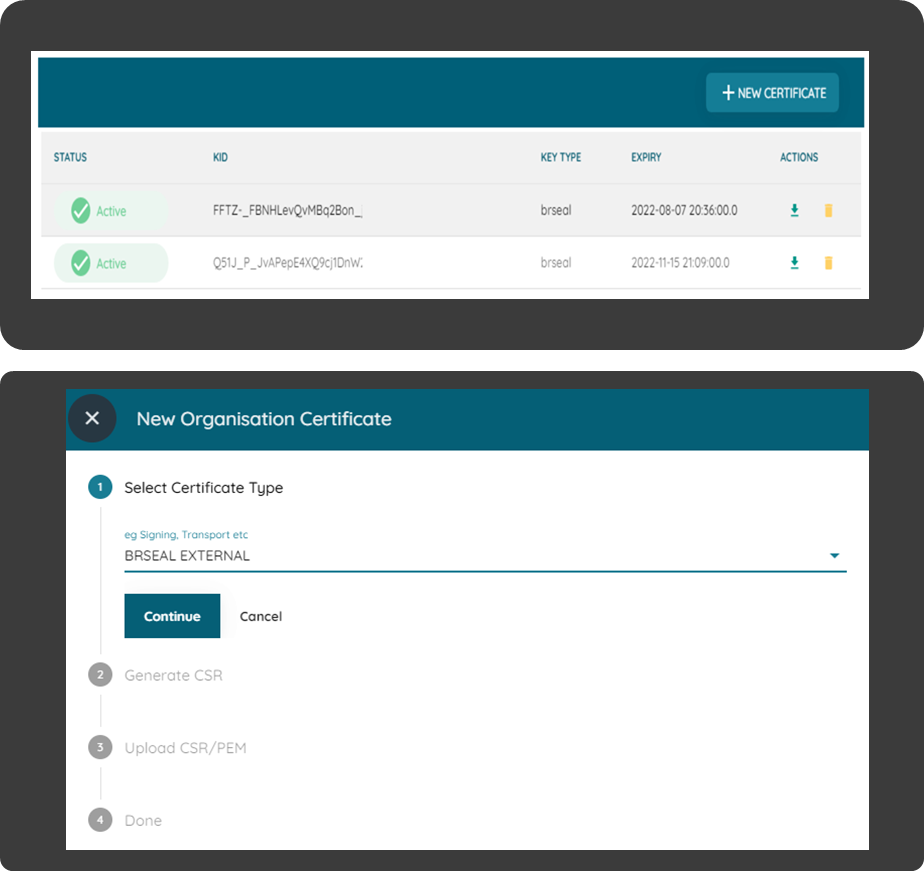 + NEW CERTIFICATE
STATUS KID KEY TYPE EXPIRY ACTIONS
Active FFTZ-_FBNHLevQvMBq2Bon_ brseal 2022-08-07 20:36:00.0
Active Q51J_P_JvAPepE4XQ9cj1DnW brseal 2022-11-15 21:09:00.0
New Organisation Certificate
1 Select Certificate Type
eg Signing, Transport etc
BRSEAL EXTERNAL
Continue Cancel
2 Generate CSR
3 Upload CSR/PEM
4 Done